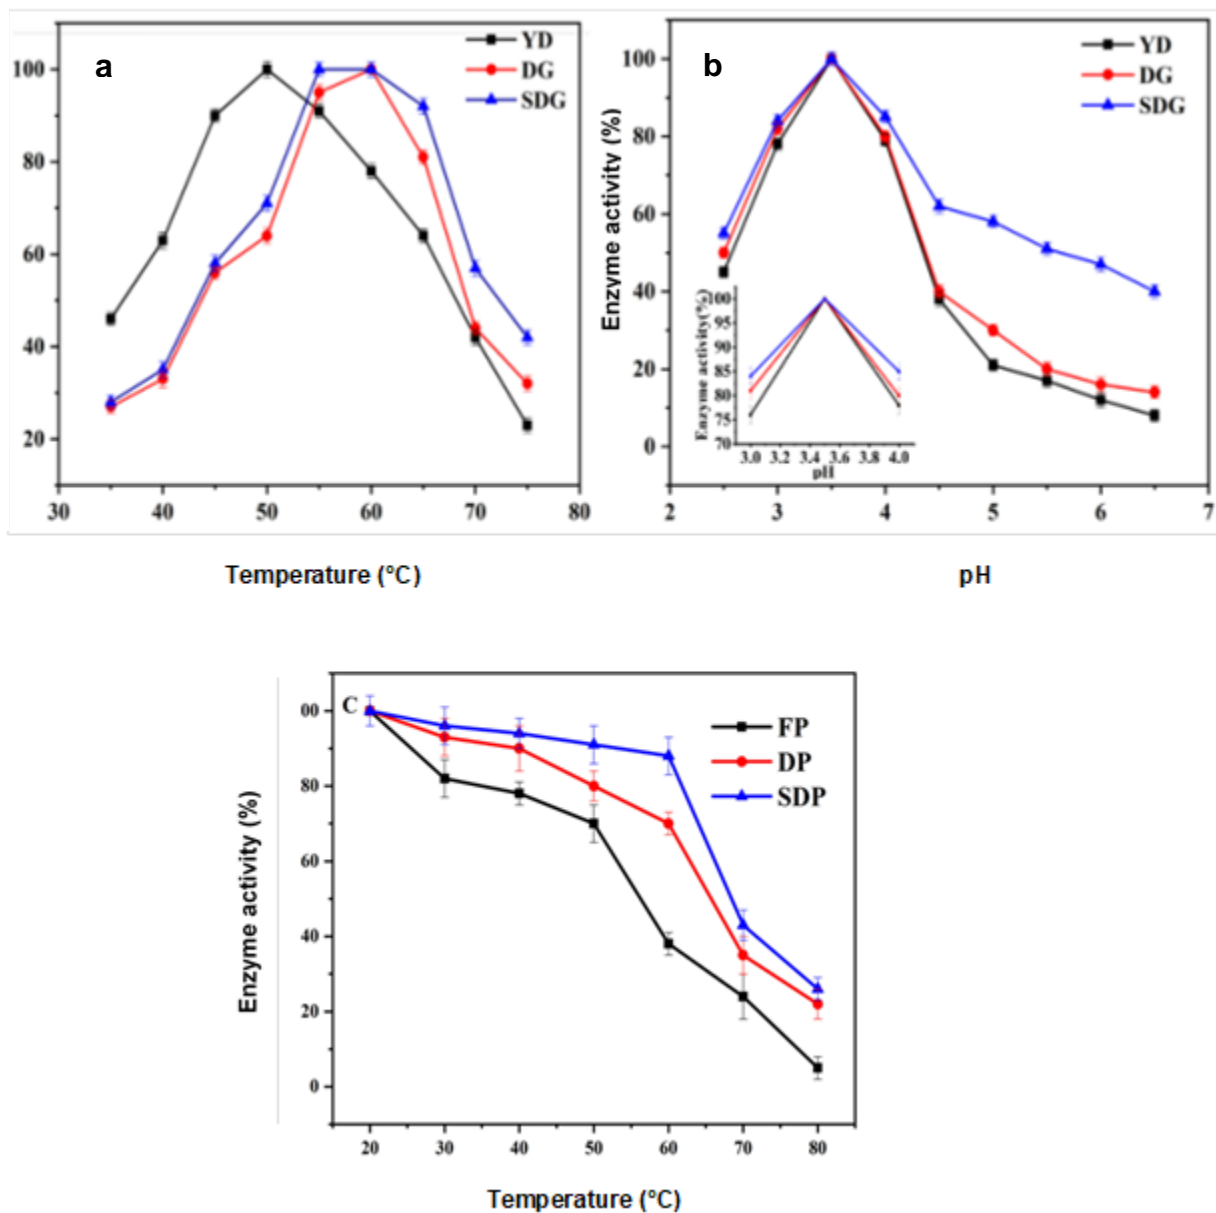 a
YD
DG
SDG
100
80
60
40
20
30 40 50 60 70 80
Temperature (°C)
b
YD
DG
SDG
Enzyme activity (%)
100
80
60
40
20
0
2 3 4 5 6 7
pH
Enzyme activity(%)
100
95
90
85
80
75
70
3.0 3.2 3.4 3.6 3.8 4.0
pH
C
FP
DP
SDP
Enzyme activity (%)
00
80
60
40
20
0
20 30 40 50 60 70 80
Temperature (°C)